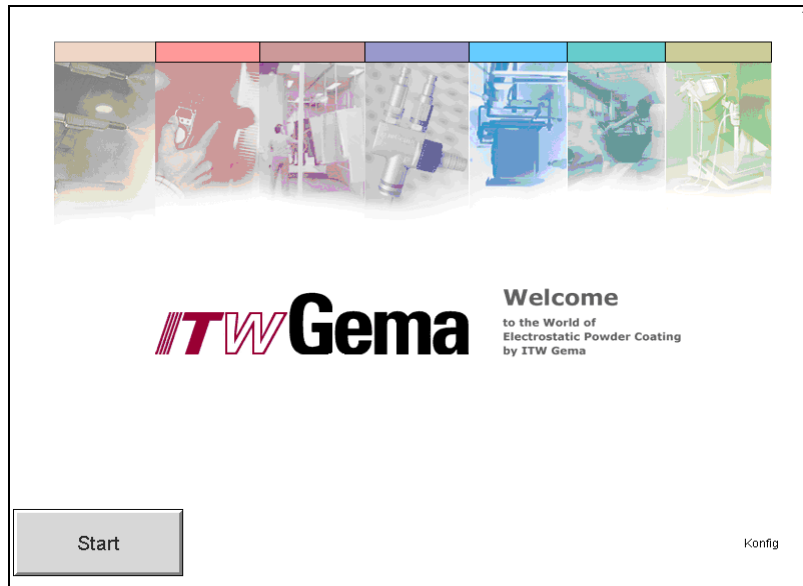 ITW Gema
Welcome
to the World of
Electrostatic Powder Coating
by ITW Gema
Start
Konfig